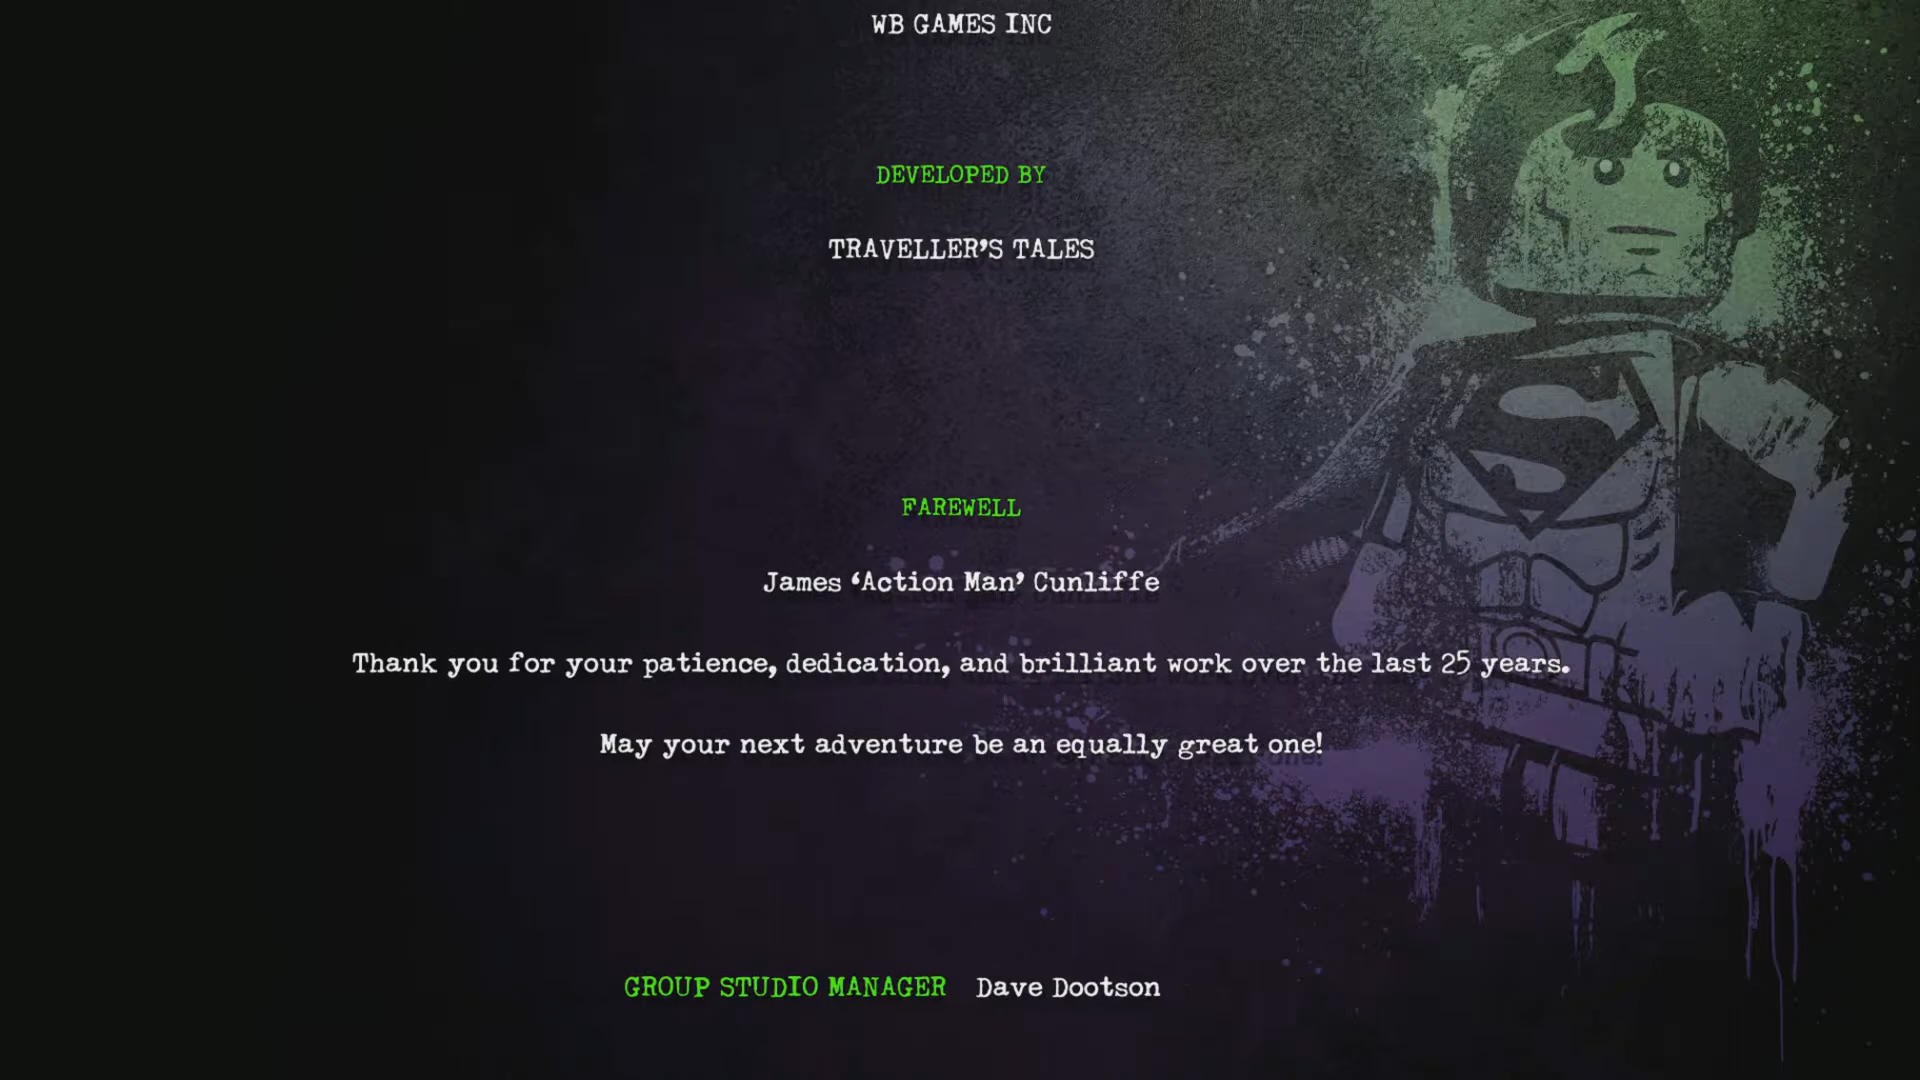 WB GAMES INC
DEVELOPED BY
TRAVELLER’S TALES
FAREWELL
James ‘Action Man’ Cunliffe
Thank you for your patience, dedication, and brilliant work over the last 25 years.
May your next adventure be an equally great one!
GROUP STUDIO MANAGER Dave Dootson